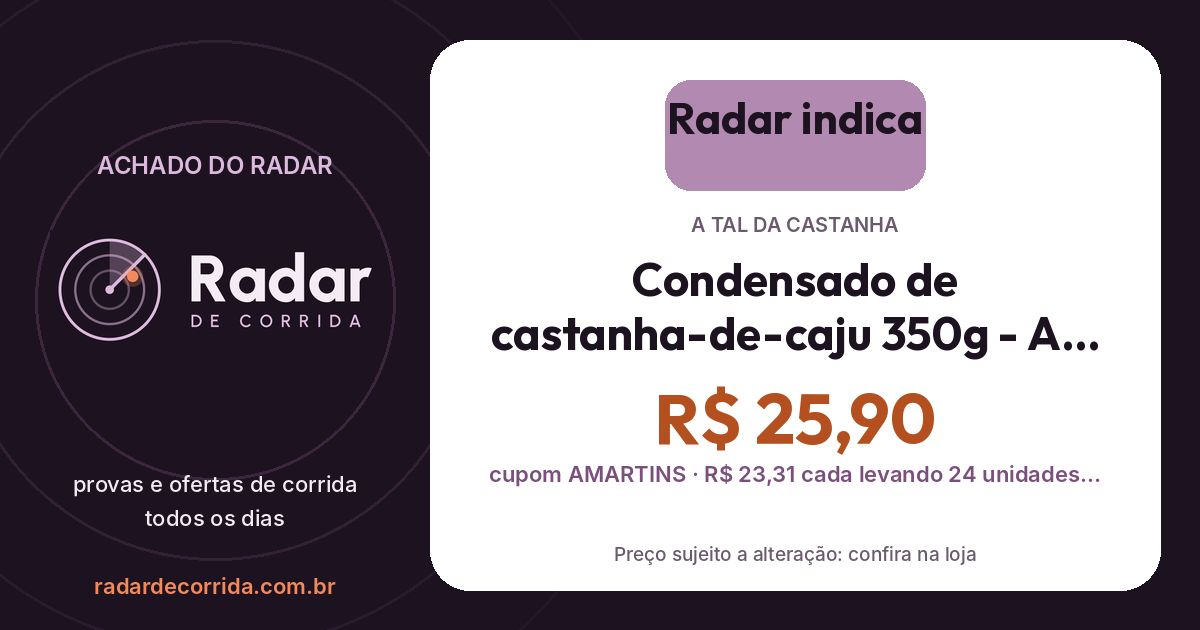 ACHADO DO RADAR
Radar
DE CORRIDA
provas e ofertas de corrida
todos os dias
radardecorrida.com.br
Radar indica
A TAL DA CASTANHA
Condensado de
castanha-de-caju 350g - A...
R$ 25,90
cupom AMARTINS · R$ 23,31 cada levando 24 unidades...
Preço sujeito a alteração: confira na loja